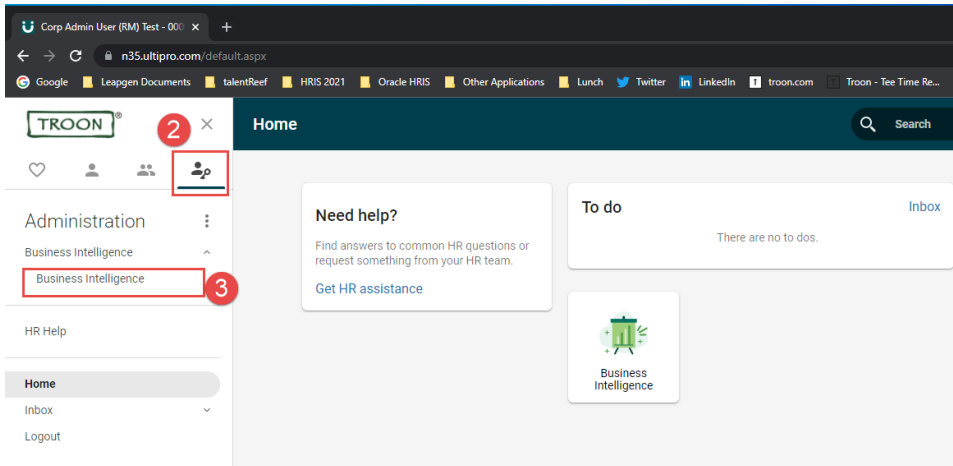 Corp Admin User (RM) Test - 000
n35.ultipro.com/default.aspx
Google Leapgen Documents talentReef HRIS 2021 Oracle HRIS Other Applications Lunch Twitter LinkedIn troon.com Troon - Tee Time Re...
TROON®
2
Home
Search
Administration
Business Intelligence
Business Intelligence
3
HR Help
Home
Inbox
Logout
Need help?
Find answers to common HR questions or
request something from your HR team.
Get HR assistance
To do
Inbox
There are no to dos.
Business
Intelligence